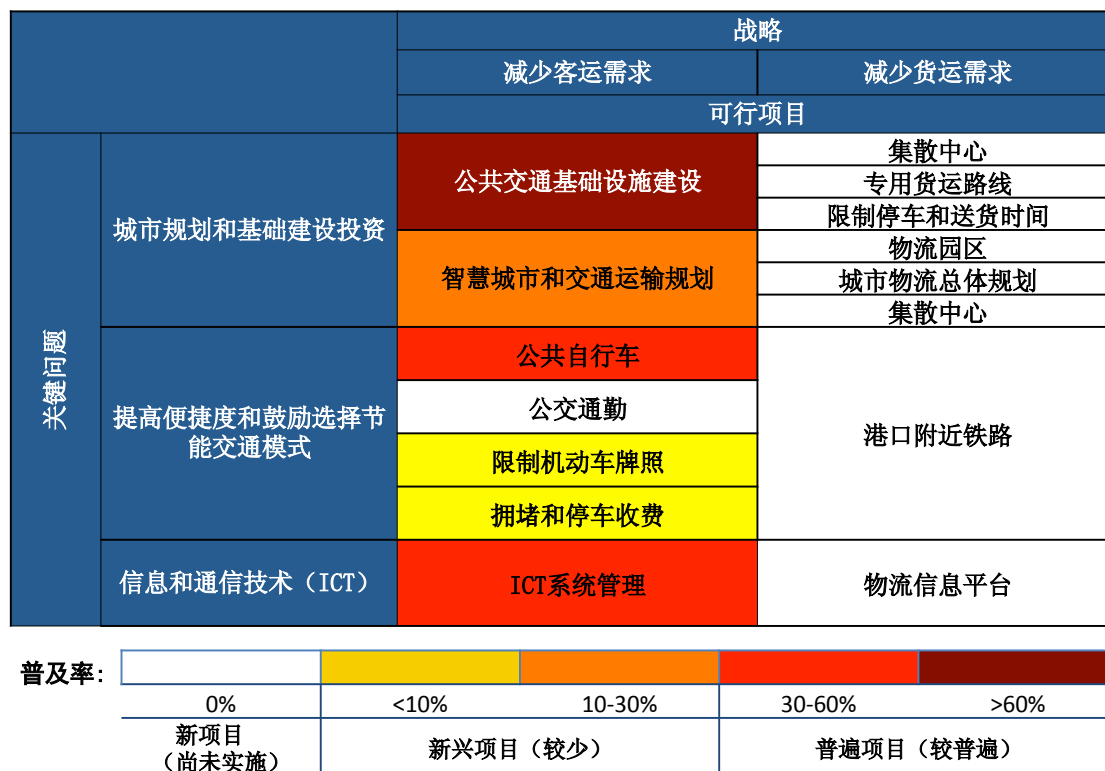 战略
减少客运需求
减少货运需求
可行项目
关键问题
城市规划和基础建设投资
公共交通基础设施建设
集散中心
专用货运路线
限制停车和送货时间
智慧城市和交通运输规划
物流园区
城市物流总体规划
集散中心
提高便捷度和鼓励选择节
能交通模式
公共自行车
公交通勤
限制机动车牌照
拥堵和停车收费
港口附近铁路
信息和通信技术（ICT）
ICT系统管理
物流信息平台
普及率:
0%
<10%
10-30%
30-60%
>60%
新项目
（尚未实施）
新兴项目（较少）
普遍项目（较普遍）